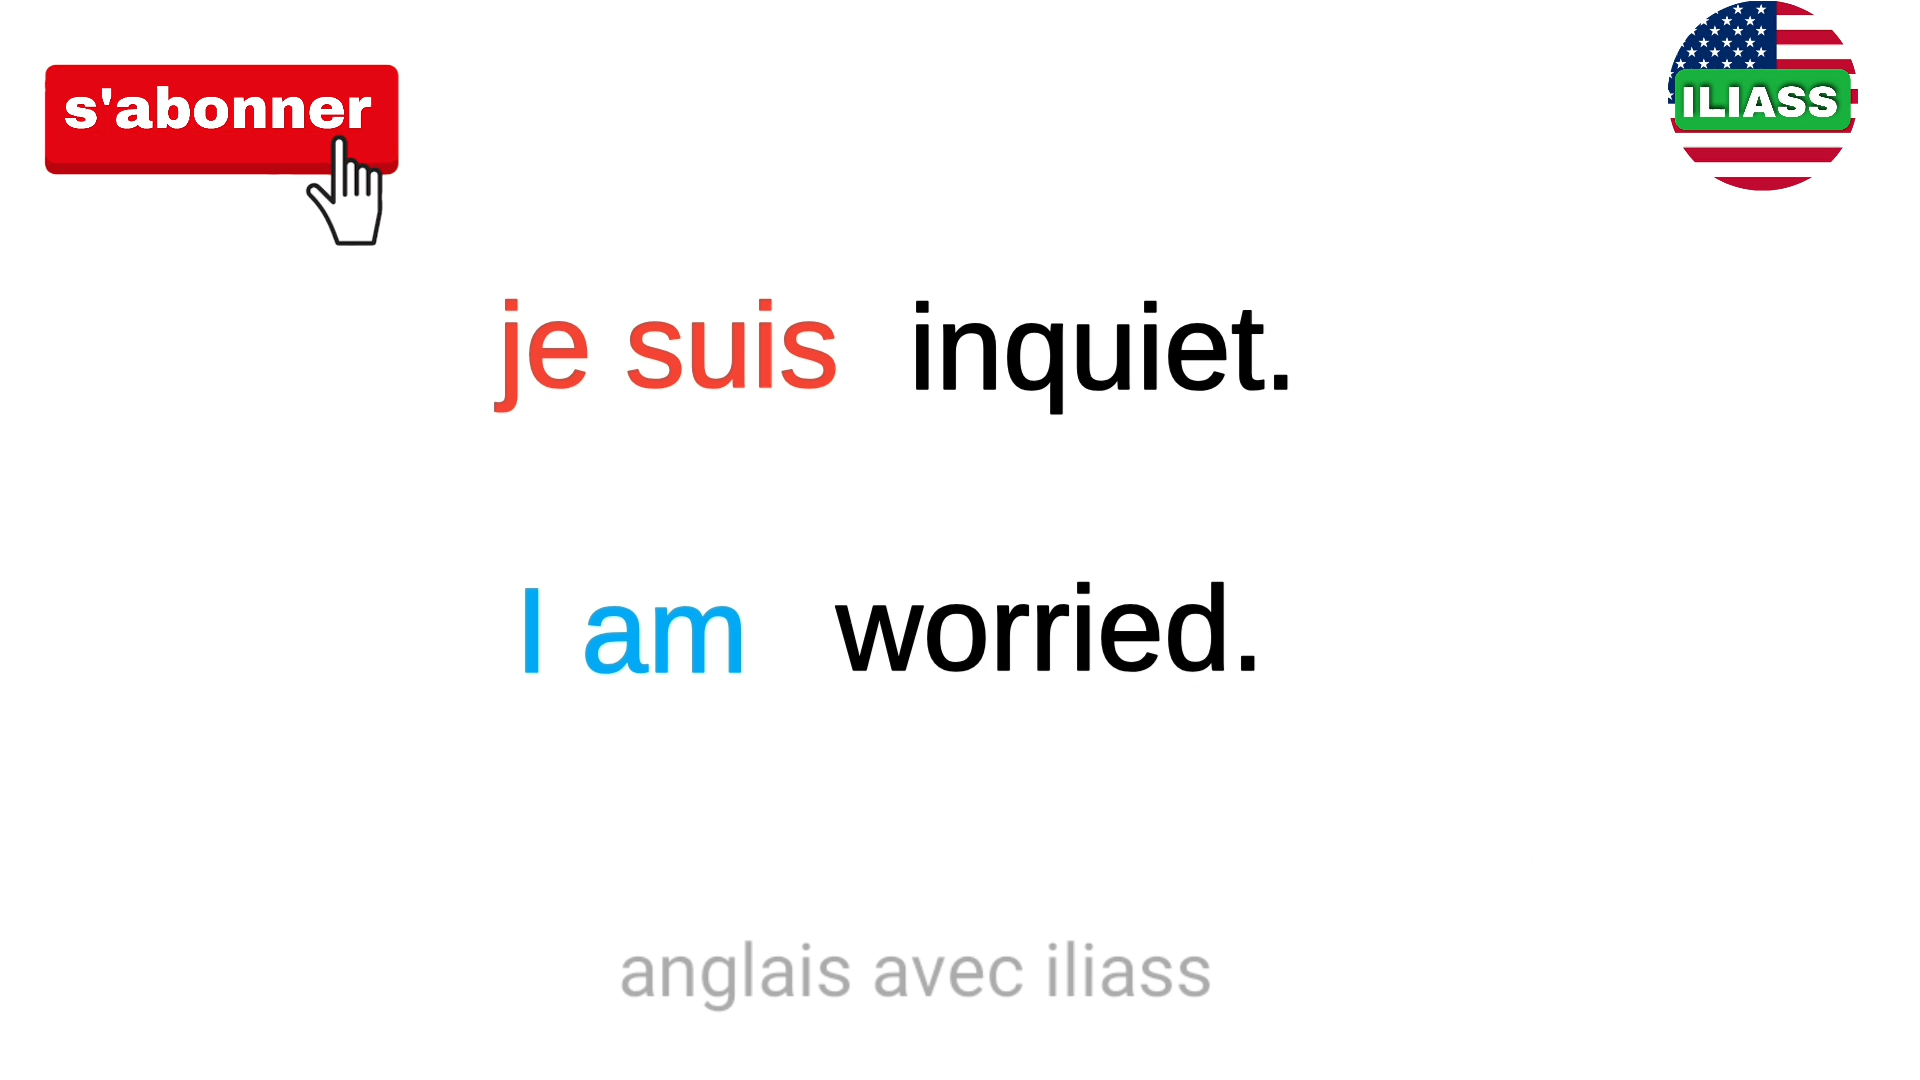 s'abonner
ILIASS
je suis inquiet.
I am worried.
anglais avec iliass